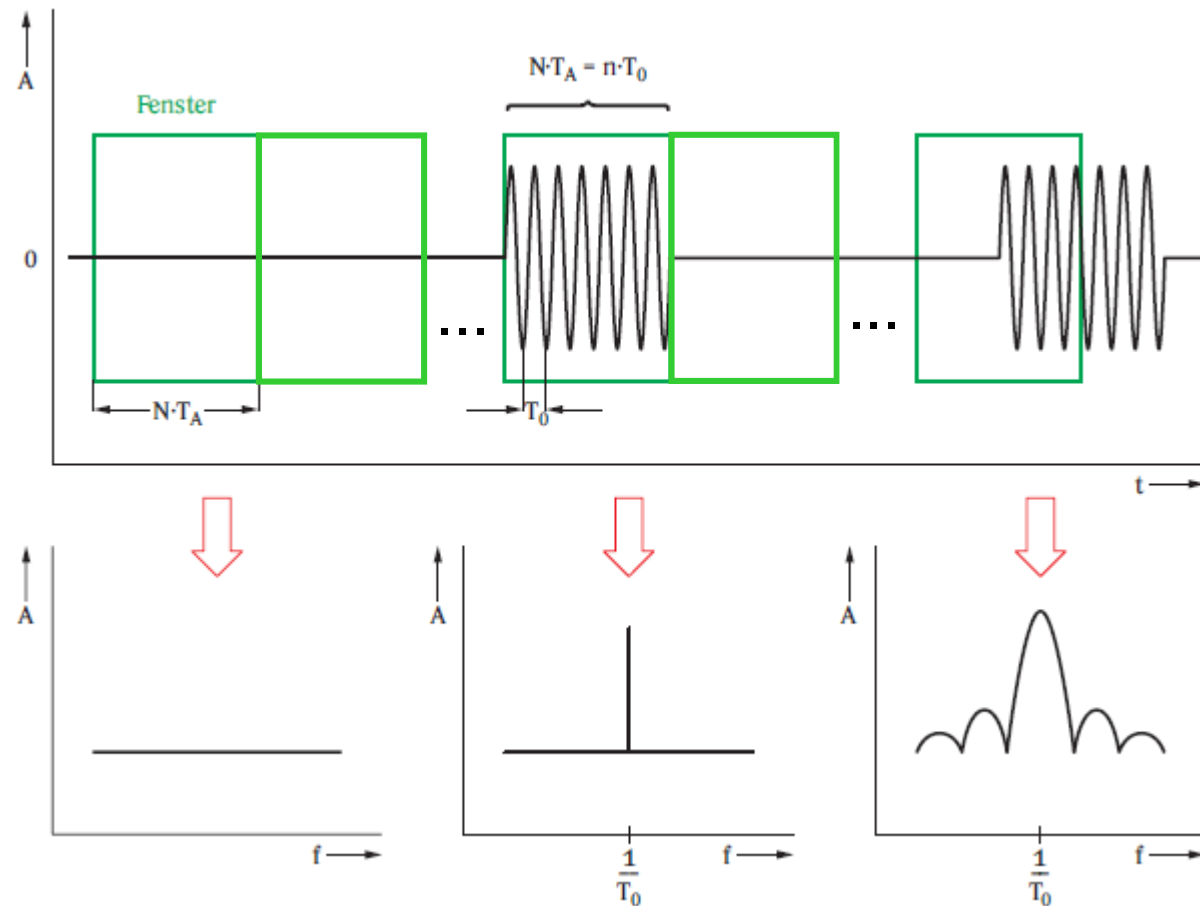 A
Fenster
N·T_A = n·T_0
0
...
...
N·T_A
T_0
t
A
f
A
1
T_0
f
A
1
T_0
f